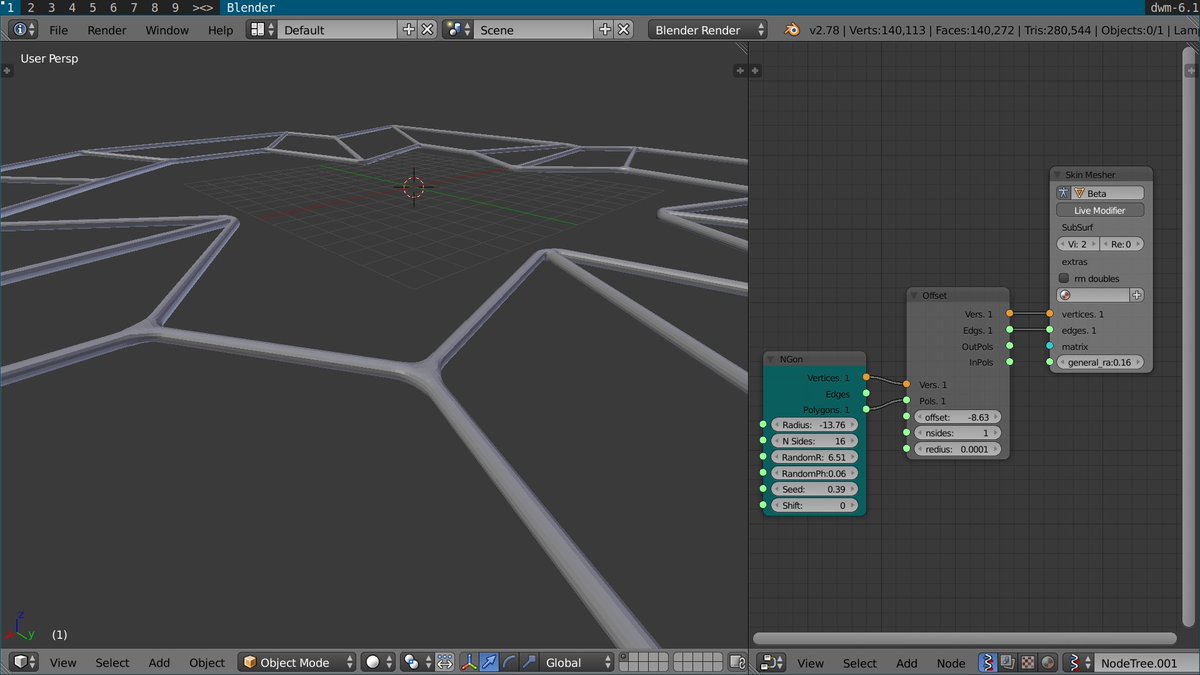 1 2 3 4 5 6 7 8 9 ><> Blender dwm-6.1
File Render Window Help Default Scene Blender Render v2.78 | Verts:140,113 | Faces:140,272 | Tris:280,544 | Objects:0/1 | Lam
User Persp
Skin Mesher
Beta
Live Modifier
SubSurf
Vi: 2 Re:0
extras
rm doubles
vertices. 1
edges. 1
matrix
general_ra:0.16
Offset
Vers. 1
Edgs. 1
OutPols
InPols
Vers. 1
Pols. 1
offset: -8.63
nsides: 1
redius: 0.0001
NGon
Vertices. 1
Edges
Polygons. 1
Radius: -13.76
N Sides: 16
RandomR: 6.51
RandomPh:0.06
Seed: 0.39
Shift: 0
z
y
(1)
View Select Add Object Object Mode Global
View Select Add Node NodeTree.001